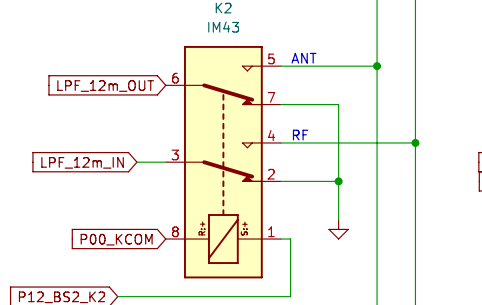 K2
IM43
5 ANT
LPF_12m_OUT 6
7
4 RF
LPF_12m_IN 3
2
P00_KCOM 8 R:+ S:+ 1
P12_BS2_K2